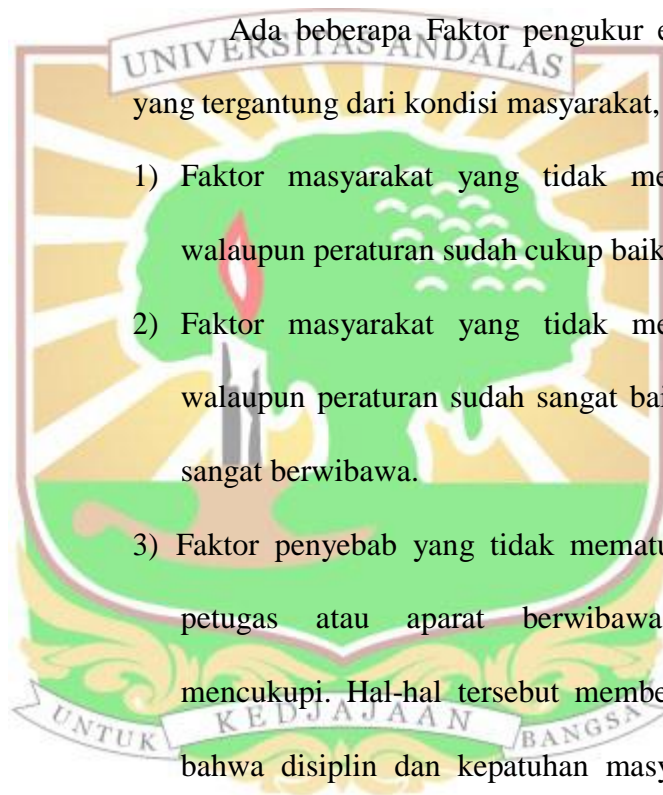 Ada beberapa Faktor pengukur e
UNIVERSITAS ANDALAS
yang tergantung dari kondisi masyarakat,
1) Faktor masyarakat yang tidak me
walaupun peraturan sudah cukup baik
2) Faktor masyarakat yang tidak me
walaupun peraturan sudah sangat bai
sangat berwibawa.
3) Faktor penyebab yang tidak mematu
petugas atau aparat berwibawa
mencukupi. Hal-hal tersebut membe
UNTUK KEDJAJAAN BANGSA
bahwa disiplin dan kepatuhan masy